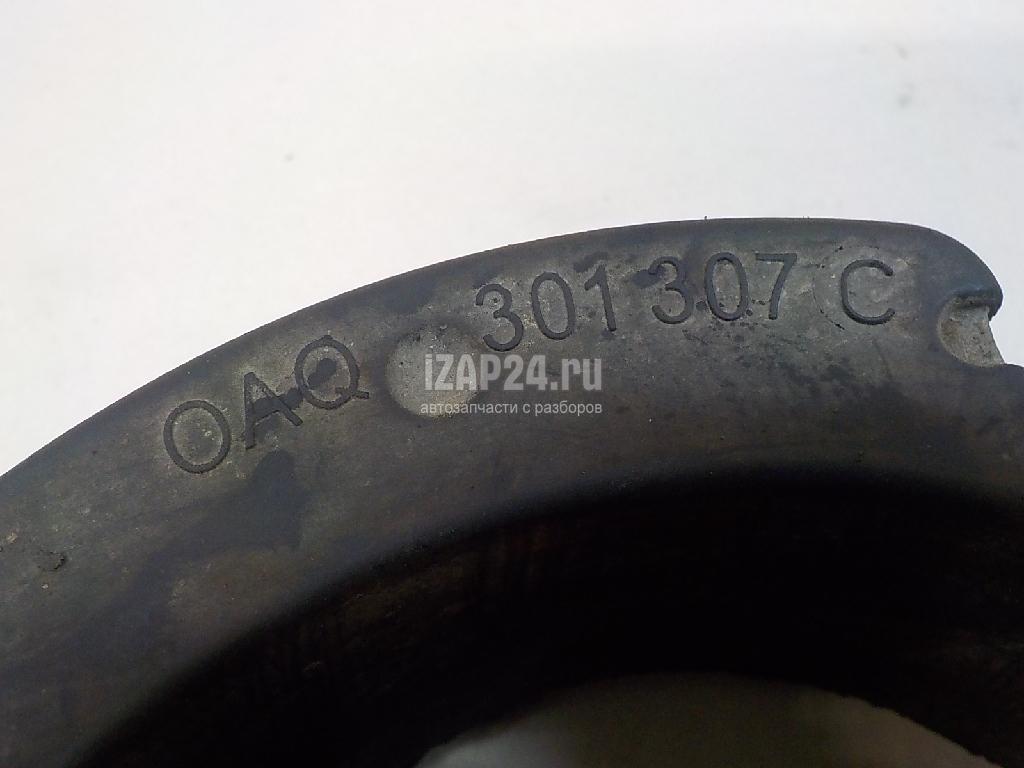 OAQ 301 307 C
iZAP24.ru
автозапчасти с разборов